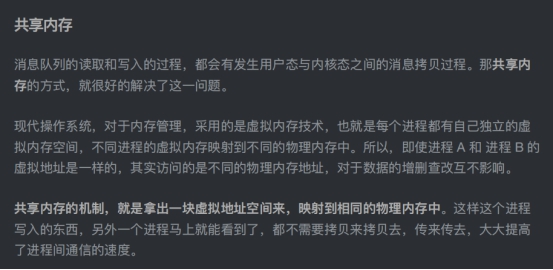 共享内存
消息队列的读取和写入的过程，都会有发生用户态与内核态之间的消息拷贝过程。那共享内
存的方式，就很好的解决了这一问题。
现代操作系统，对于内存管理，采用的是虚拟内存技术，也就是每个进程都有自己独立的虚
拟内存空间，不同进程的虚拟内存映射到不同的物理内存中。所以，即使进程 A 和 进程 B 的
虚拟地址是一样的，其实访问的是不同的物理内存地址，对于数据的增删查改互不影响。
共享内存的机制，就是拿出一块虚拟地址空间来，映射到相同的物理内存中。这样这个进程
写入的东西，另外一个进程马上就能看到了，都不需要拷贝来拷贝去，传来传去，大大提高
了进程间通信的速度。